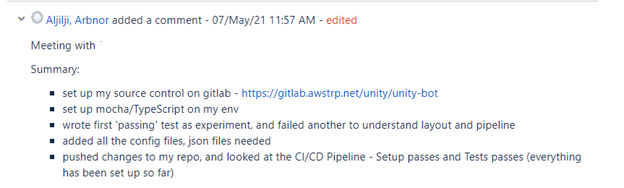 Aljilji, Arbnor added a comment - 07/May/21 11:57 AM - edited
Meeting with
Summary:
set up my source control on gitlab - https://gitlab.awstrp.net/unity/unity-bot
set up mocha/TypeScript on my env
wrote first 'passing' test as experiment, and failed another to understand layout and pipeline
added all the config files, json files needed
pushed changes to my repo, and looked at the CI/CD Pipeline - Setup passes and Tests passes (everything
has been set up so far)